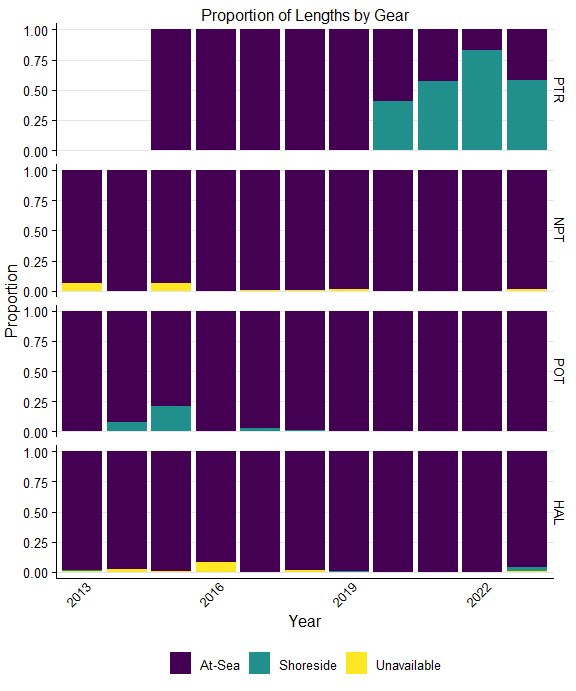 Proportion of Lengths by Gear
1.00
0.75
0.50
0.25
0.00
PTR
1.00
0.75
0.50
0.25
0.00
NPT
1.00
0.75
0.50
0.25
0.00
POT
1.00
0.75
0.50
0.25
0.00
HAL
Proportion
2013 2016 2019 2022
Year
At-Sea Shoreside Unavailable